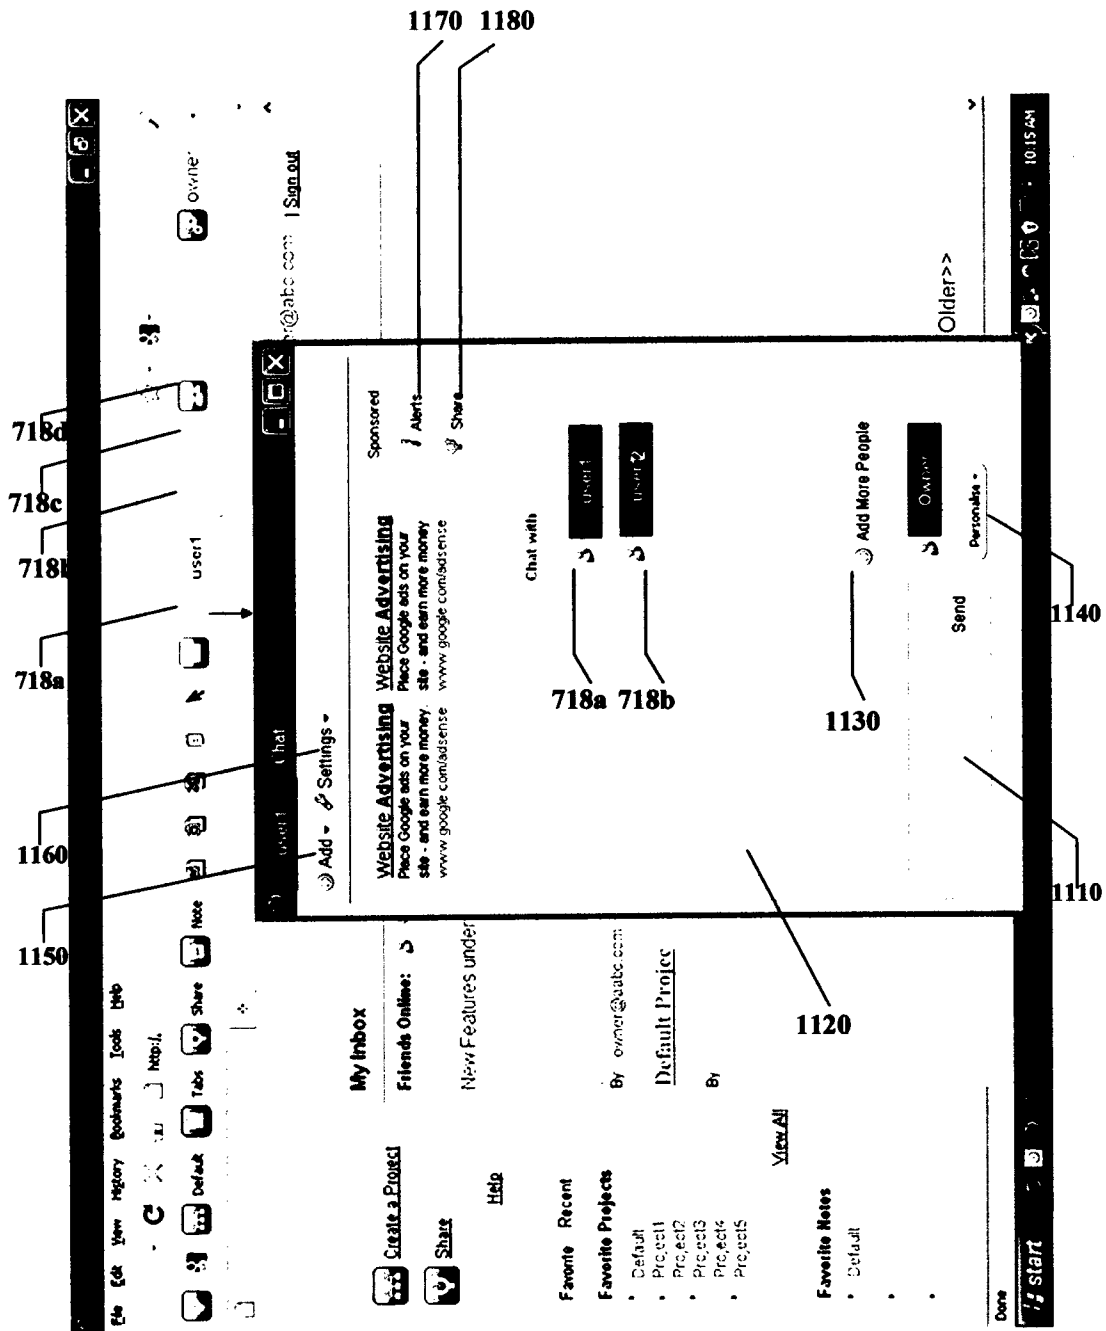 1170 1180
718d
718c
718b
718a
1160
1150
718a 718b
1130
1140
1110
1120
File Edit View History Bookmarks Tools Help
http:/.
Default Tabs Share Note user1 owner
@abc com | Sign out
Create a Project
Share
Help
Favorite Recent
Favorite Projects
• Default
• Project1
• Project2
• Project3
• Project4
• Project5
View All
Favorite Notes
• Default
My Inbox
Friends Online:
New Features under
By owner@aabc.com
Default Projec
By
Older>>
user1 Chat
Add Settings
Website Advertising
Place Google ads on your
site - and earn more money.
www google com/adsense
Website Advertising
Place Google ads on your
site - and earn more money
www google com/adsense
Sponsored
Alerts
Share
Chat with
user1
user2
Add More People
Owner
Personalise
Send
Done
start 10:15 AM